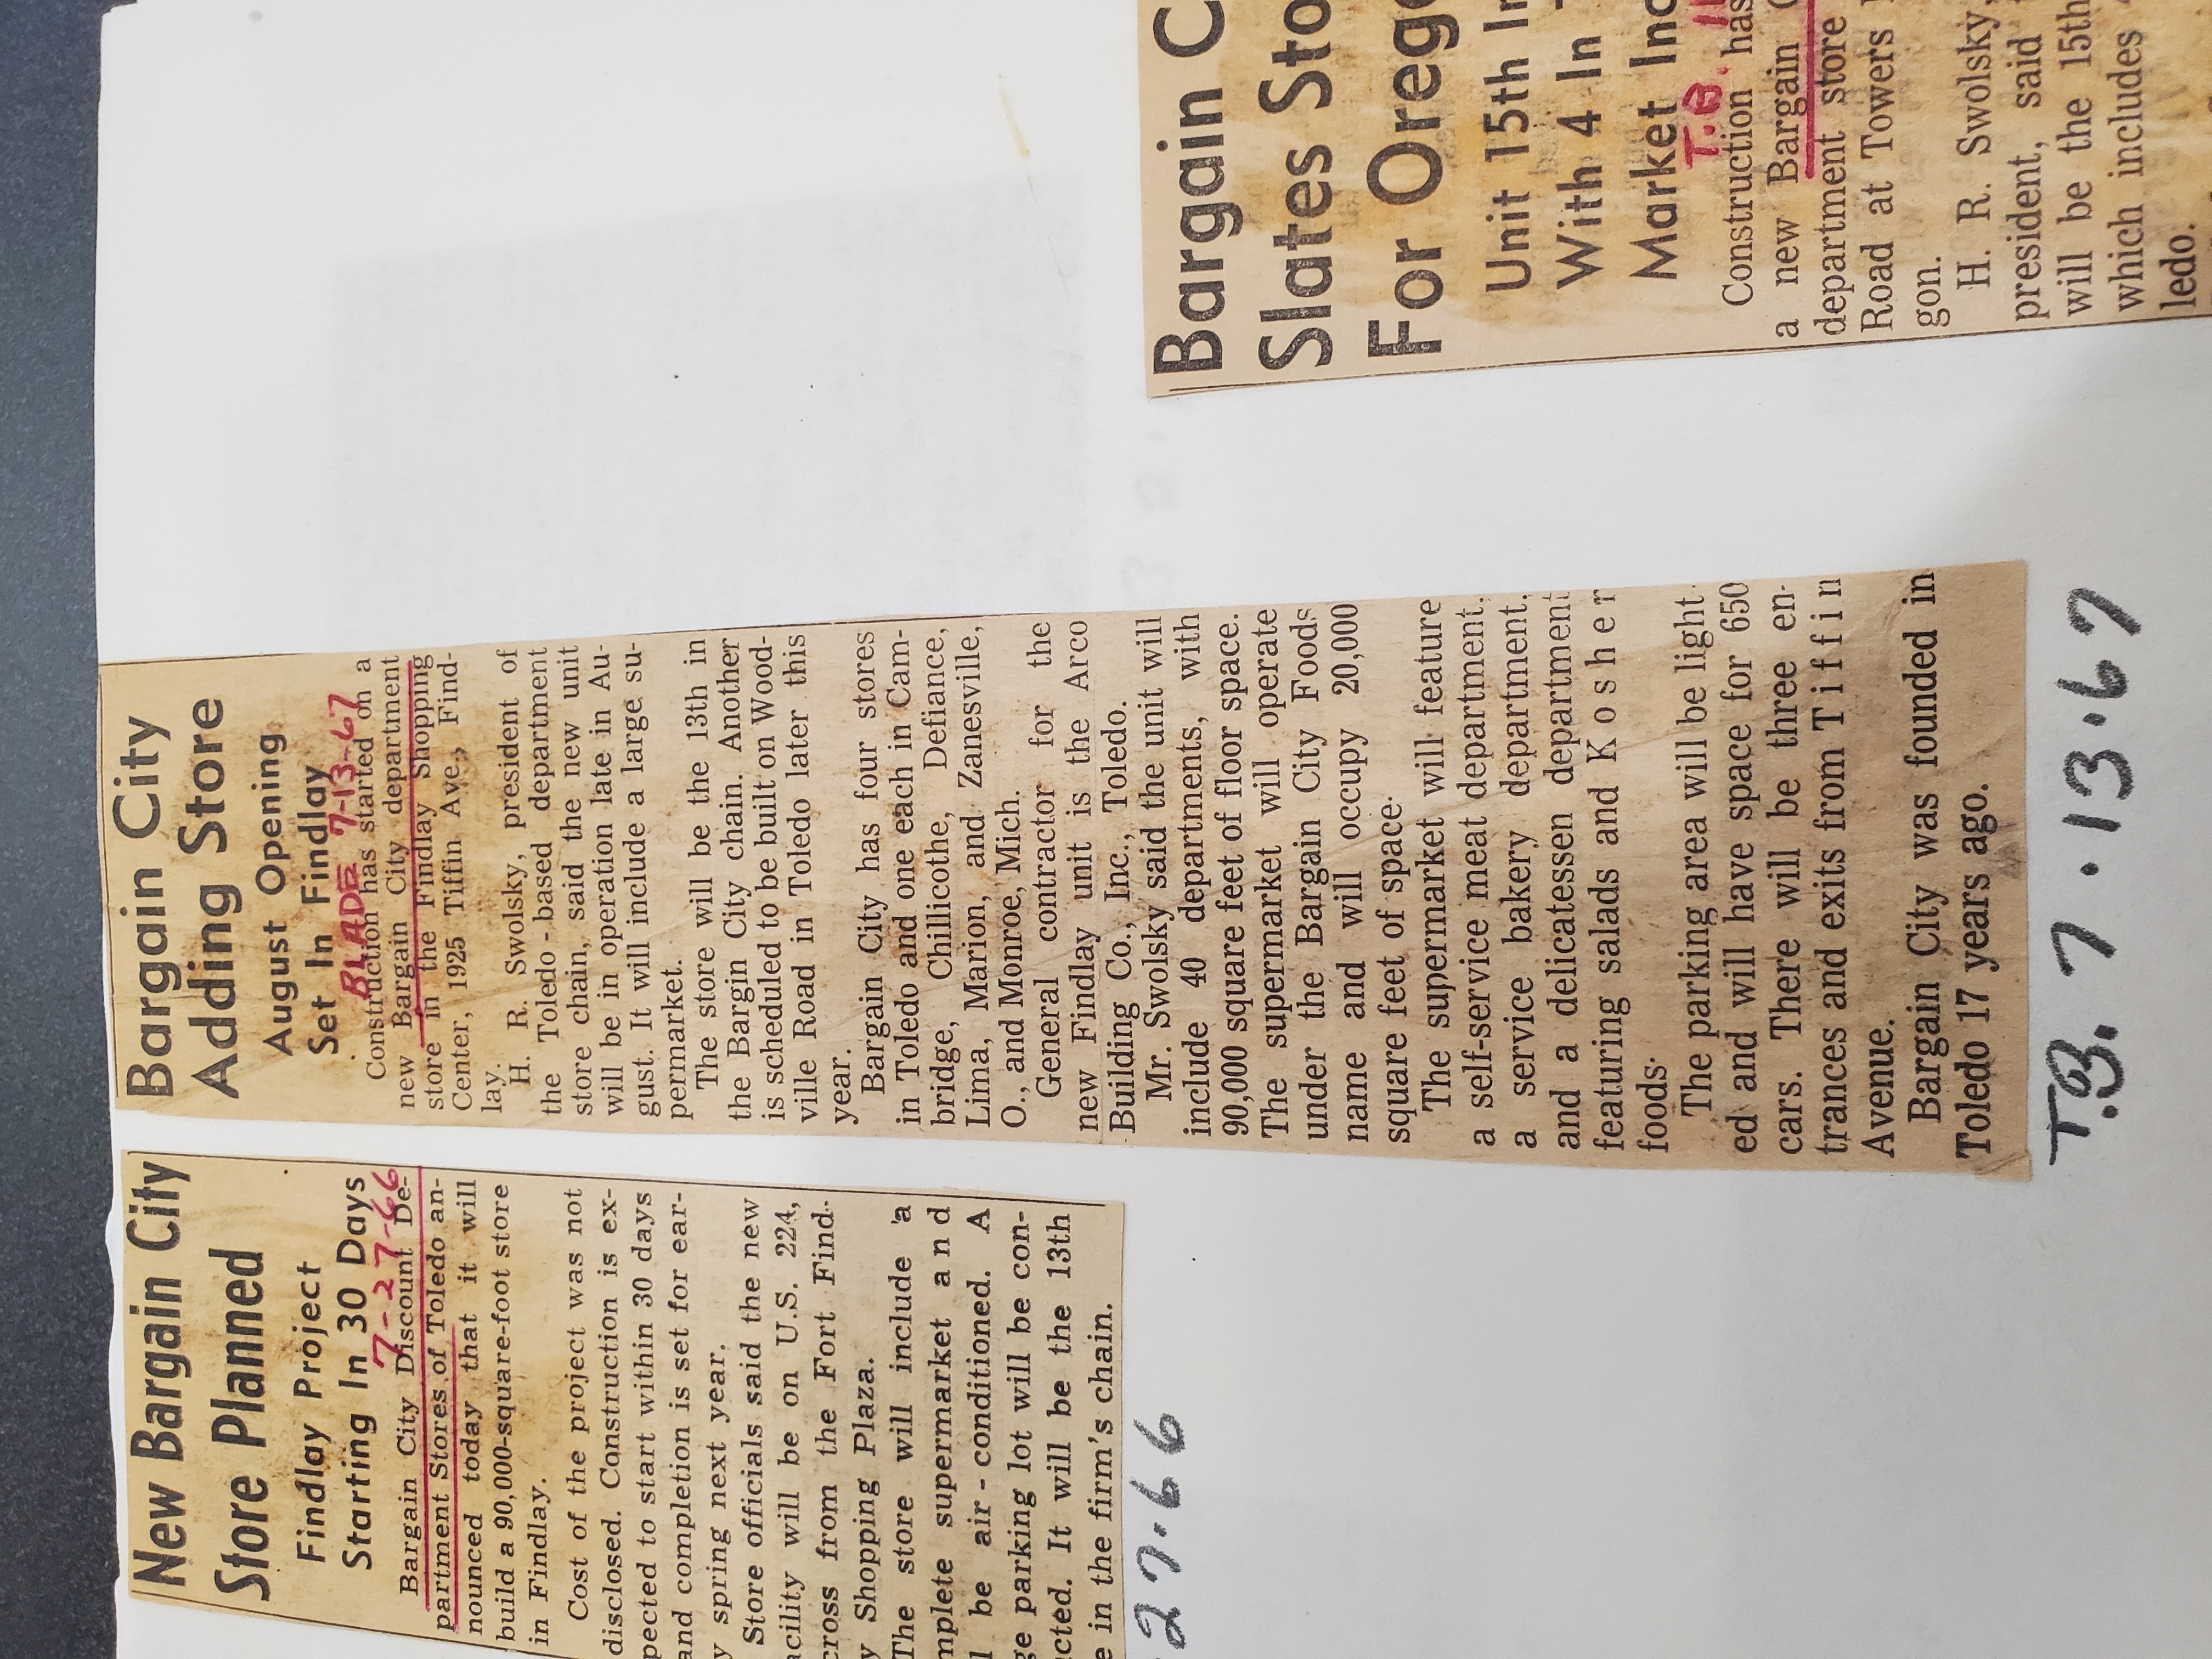 New Bargain City
Store Planned
Findlay Project
Starting In 30 Days
7-27-66
Bargain City Discount De-
partment Stores of Toledo an-
nounced today that it will
build a 90,000-square-foot store
in Findlay.
Cost of the project was not
disclosed. Construction is ex-
pected to start within 30 days
and completion is set for ear-
y spring next year.
Store officials said the new
acility will be on U.S. 224,
cross from the Fort Find-
y Shopping Plaza.
The store will include a
mplete supermarket a n d
l be air - conditioned. A
ge parking lot will be con-
cted. It will be the 13th
e in the firm's chain.
27.66
Bargain City
Adding Store
August Opening
Set In Findlay
BLADE 7-13-67
Construction has started on a
new Bargain City department
store in the Findlay Shopping
Center, 1925 Tiffin Ave., Find-
lay.
H. R. Swolsky, president of
the Toledo - based department
store chain, said the new unit
will be in operation late in Au-
gust. It will include a large su-
permarket.
The store will be the 13th in
the Bargin City chain. Another
is scheduled to be built on Wood-
ville Road in Toledo later this
year.
Bargain City has four stores
in Toledo and one each in Cam-
bridge, Chillicothe, Defiance,
Lima, Marion, and Zanesville,
O., and Monroe, Mich.
General contractor for the
new Findlay unit is the Arco
Building Co., Inc., Toledo.
Mr. Swolsky said the unit will
include 40 departments, with
90,000 square feet of floor space.
The supermarket will operate
under the Bargain City Foods
name and will occupy 20,000
square feet of space.
The supermarket will feature
a self-service meat department,
a service bakery department,
and a delicatessen department
featuring salads and K o s h e r
foods.
The parking area will be light-
ed and will have space for 650
cars. There will be three en-
trances and exits from T i f f i n
Avenue.
Bargain City was founded in
Toledo 17 years ago.
T.B. 7.13.67
Bargain C
Slates Sto
For Oreg
Unit 15th In
With 4 In
Market Inc
T.B. 11
Construction has
a new Bargain
department store
Road at Towers
gon.
H. R. Swolsky,
president, said
will be the 15th
which includes
ledo.